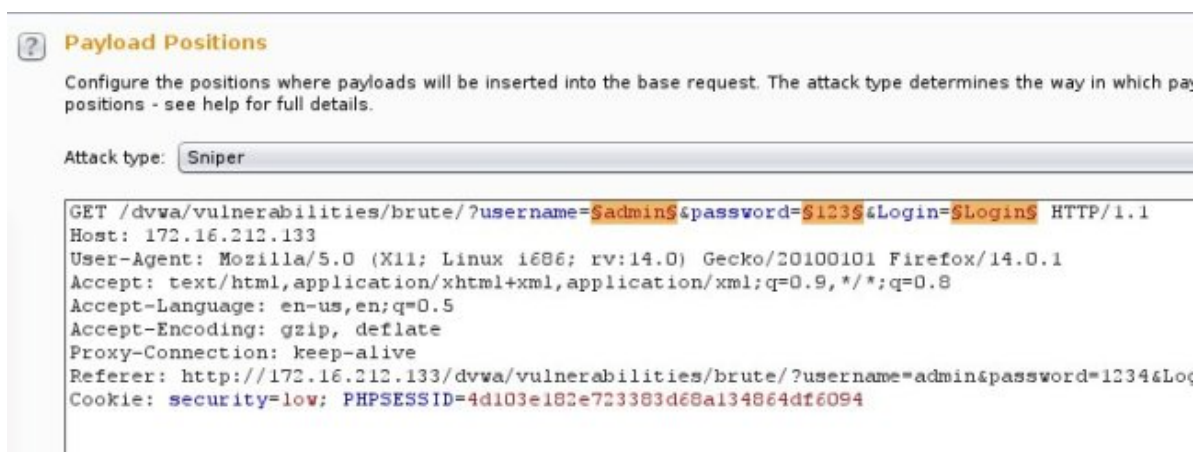 ?
Payload Positions
Configure the positions where payloads will be inserted into the base request. The attack type determines the way in which
positions - see help for full details.
Attack type: Sniper
GET /dvwa/vulnerabilities/brute/?username=§admin§&password=§123§&Login=§Login§ HTTP/1.1
Host: 172.16.212.133
User-Agent: Mozilla/5.0 (X11; Linux i686; rv:14.0) Gecko/20100101 Firefox/14.0.1
Accept: text/html,application/xhtml+xml,application/xml;q=0.9,*/*;q=0.8
Accept-Language: en-us,en;q=0.5
Accept-Encoding: gzip, deflate
Proxy-Connection: keep-alive
Referer: http://172.16.212.133/dvwa/vulnerabilities/brute/?username=admin&password=1234&Log
Cookie: security=low; PHPSESSID=4d103e182e723383d68a134864df6094